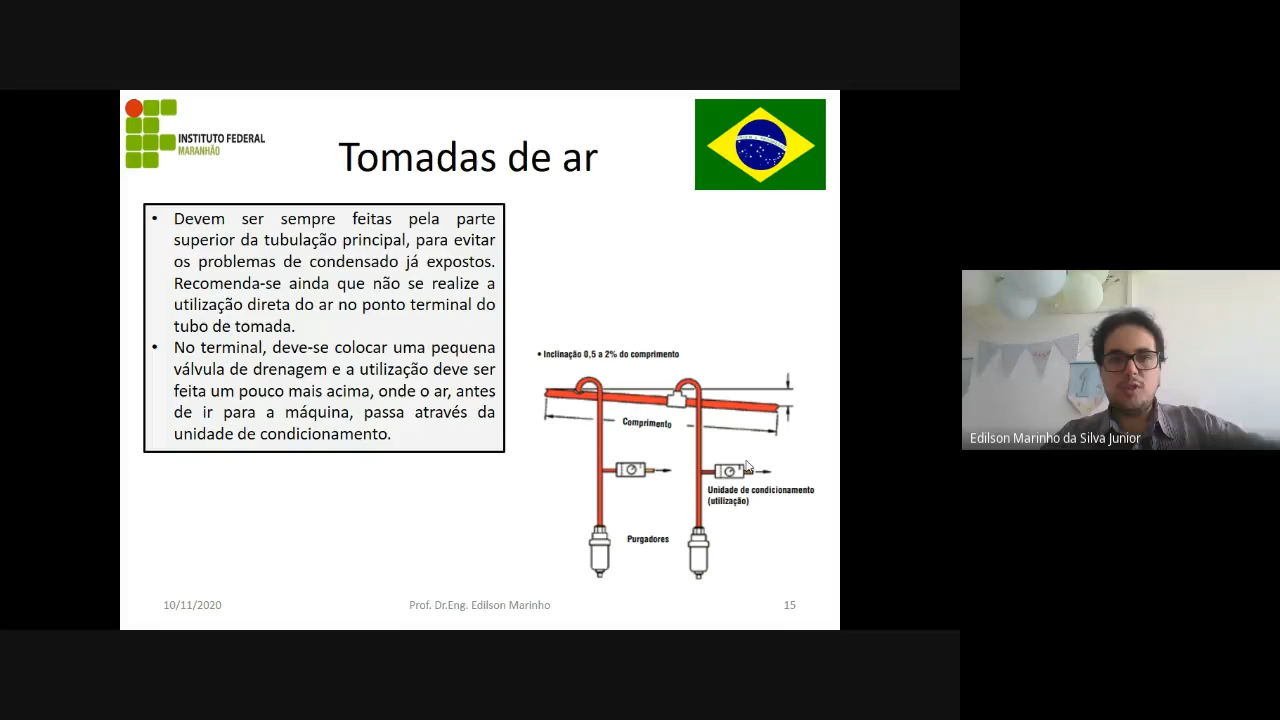 INSTITUTO FEDERAL
MARANHÃO
Tomadas de ar
• Devem ser sempre feitas pela parte
superior da tubulação principal, para evitar
os problemas de condensado já expostos.
Recomenda-se ainda que não se realize a
utilização direta do ar no ponto terminal do
tubo de tomada.
• No terminal, deve-se colocar uma pequena
válvula de drenagem e a utilização deve ser
feita um pouco mais acima, onde o ar, antes
de ir para a máquina, passa através da
unidade de condicionamento.
• Inclinação 0,5 a 2% do comprimento
Comprimento
Unidade de condicionamento
(utilização)
Purgadores
10/11/2020
Prof. Dr.Eng. Edilson Marinho
15
Edilson Marinho da Silva Junior